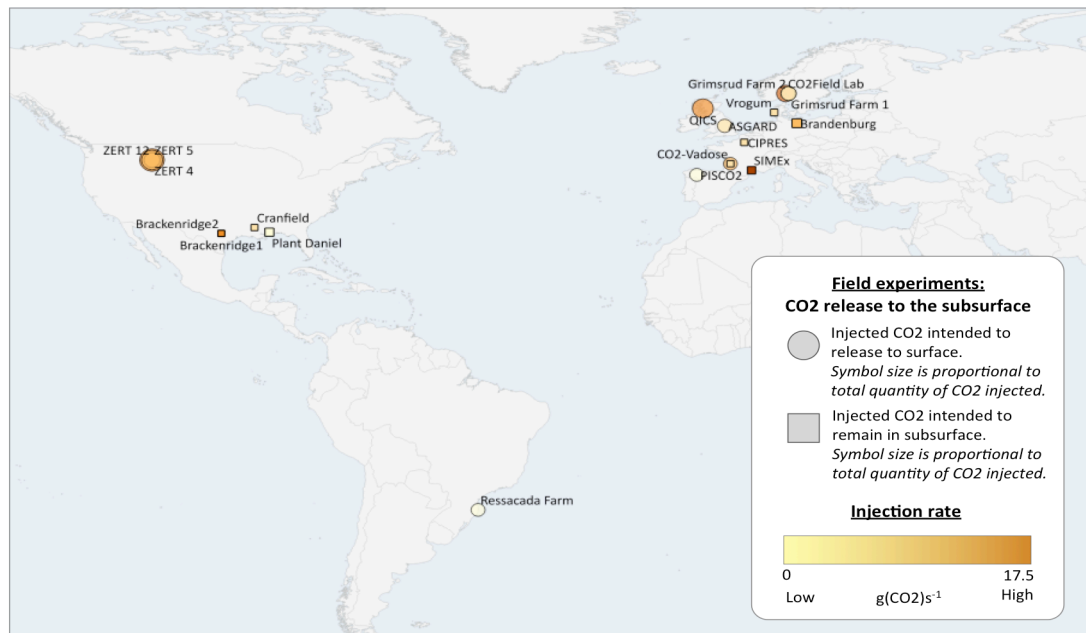 Grimsrud Farm 2 CO2Field Lab
Vrogum
Grimsrud Farm 1
QICS
ASGARD
Brandenburg
CIPRES
CO2-Vadose
SIMEx
PISCO2
ZERT 12 ZERT 5
ZERT 4
Brackenridge2
Cranfield
Brackenridge1
Plant Daniel
Ressacada Farm
Field experiments:
CO2 release to the subsurface
Injected CO2 intended to
release to surface.
Symbol size is proportional to
total quantity of CO2 injected.
Injected CO2 intended to
remain in subsurface.
Symbol size is proportional to
total quantity of CO2 injected.
Injection rate
0
17.5
Low
g(CO2)s⁻¹
High